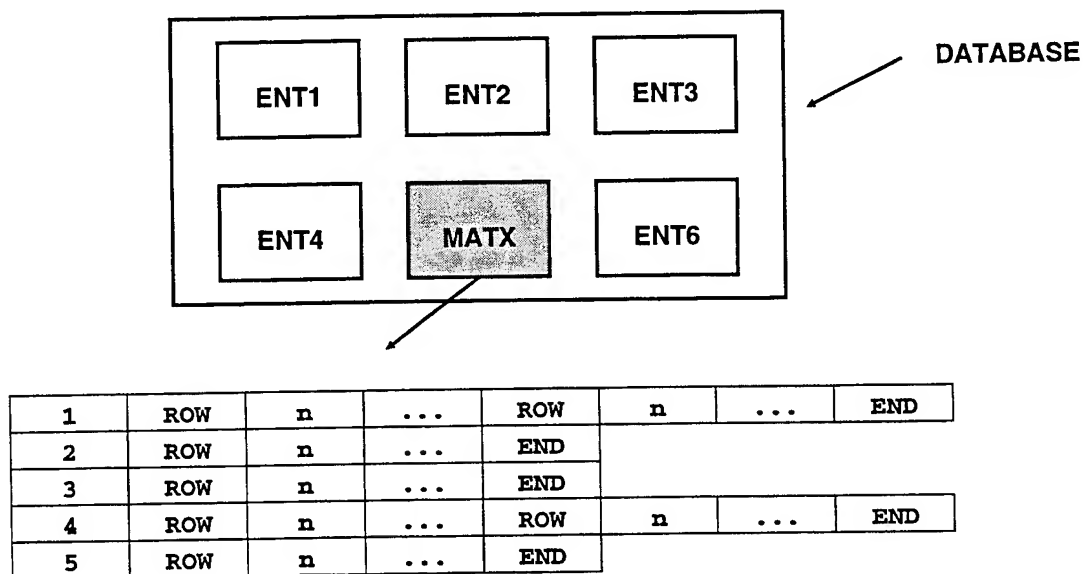 DATABASE
ENT1 ENT2 ENT3
ENT4 MATX ENT6
1 ROW n ... ROW n ... END
2 ROW n ... END
3 ROW n ... END
4 ROW n ... ROW n ... END
5 ROW n ... END